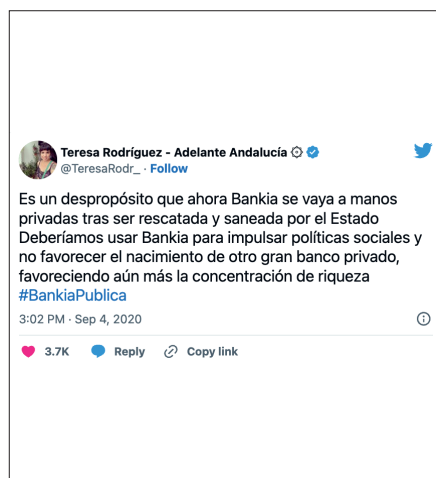 Teresa Rodríguez - Adelante Andalucía
@TeresaRodr_ · Follow
Es un despropósito que ahora Bankia se vaya a manos
privadas tras ser rescatada y saneada por el Estado
Deberíamos usar Bankia para impulsar políticas sociales y
no favorecer el nacimiento de otro gran banco privado,
favoreciendo aún más la concentración de riqueza
#BankiaPublica
3:02 PM · Sep 4, 2020
3.7K Reply Copy link